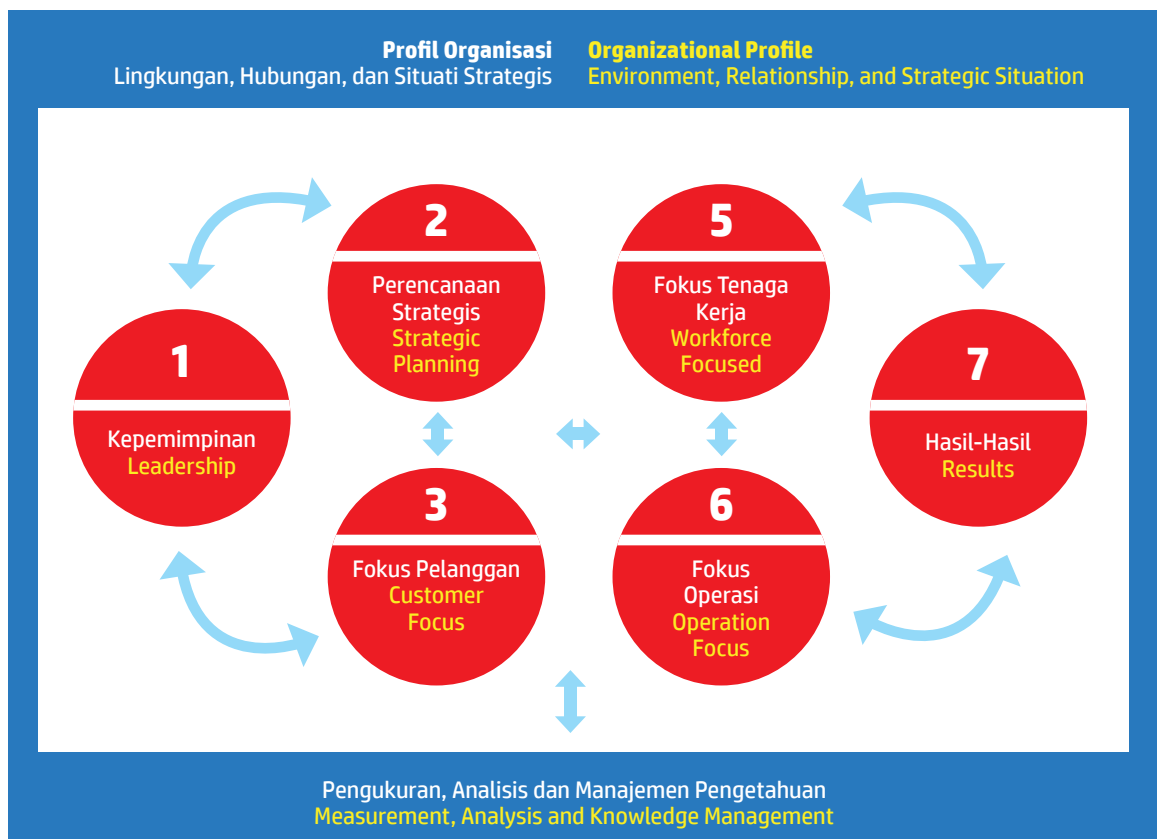 Profil Organisasi
Lingkungan, Hubungan, dan Situati Strategis
Organizational Profile
Environment, Relationship, and Strategic Situation
1
Kepemimpinan
Leadership
2
Perencanaan
Strategis
Strategic
Planning
3
Fokus Pelanggan
Customer
Focus
5
Fokus Tenaga
Kerja
Workforce
Focused
6
Fokus
Operasi
Operation
Focus
7
Hasil-Hasil
Results
Pengukuran, Analisis dan Manajemen Pengetahuan
Measurement, Analysis and Knowledge Management